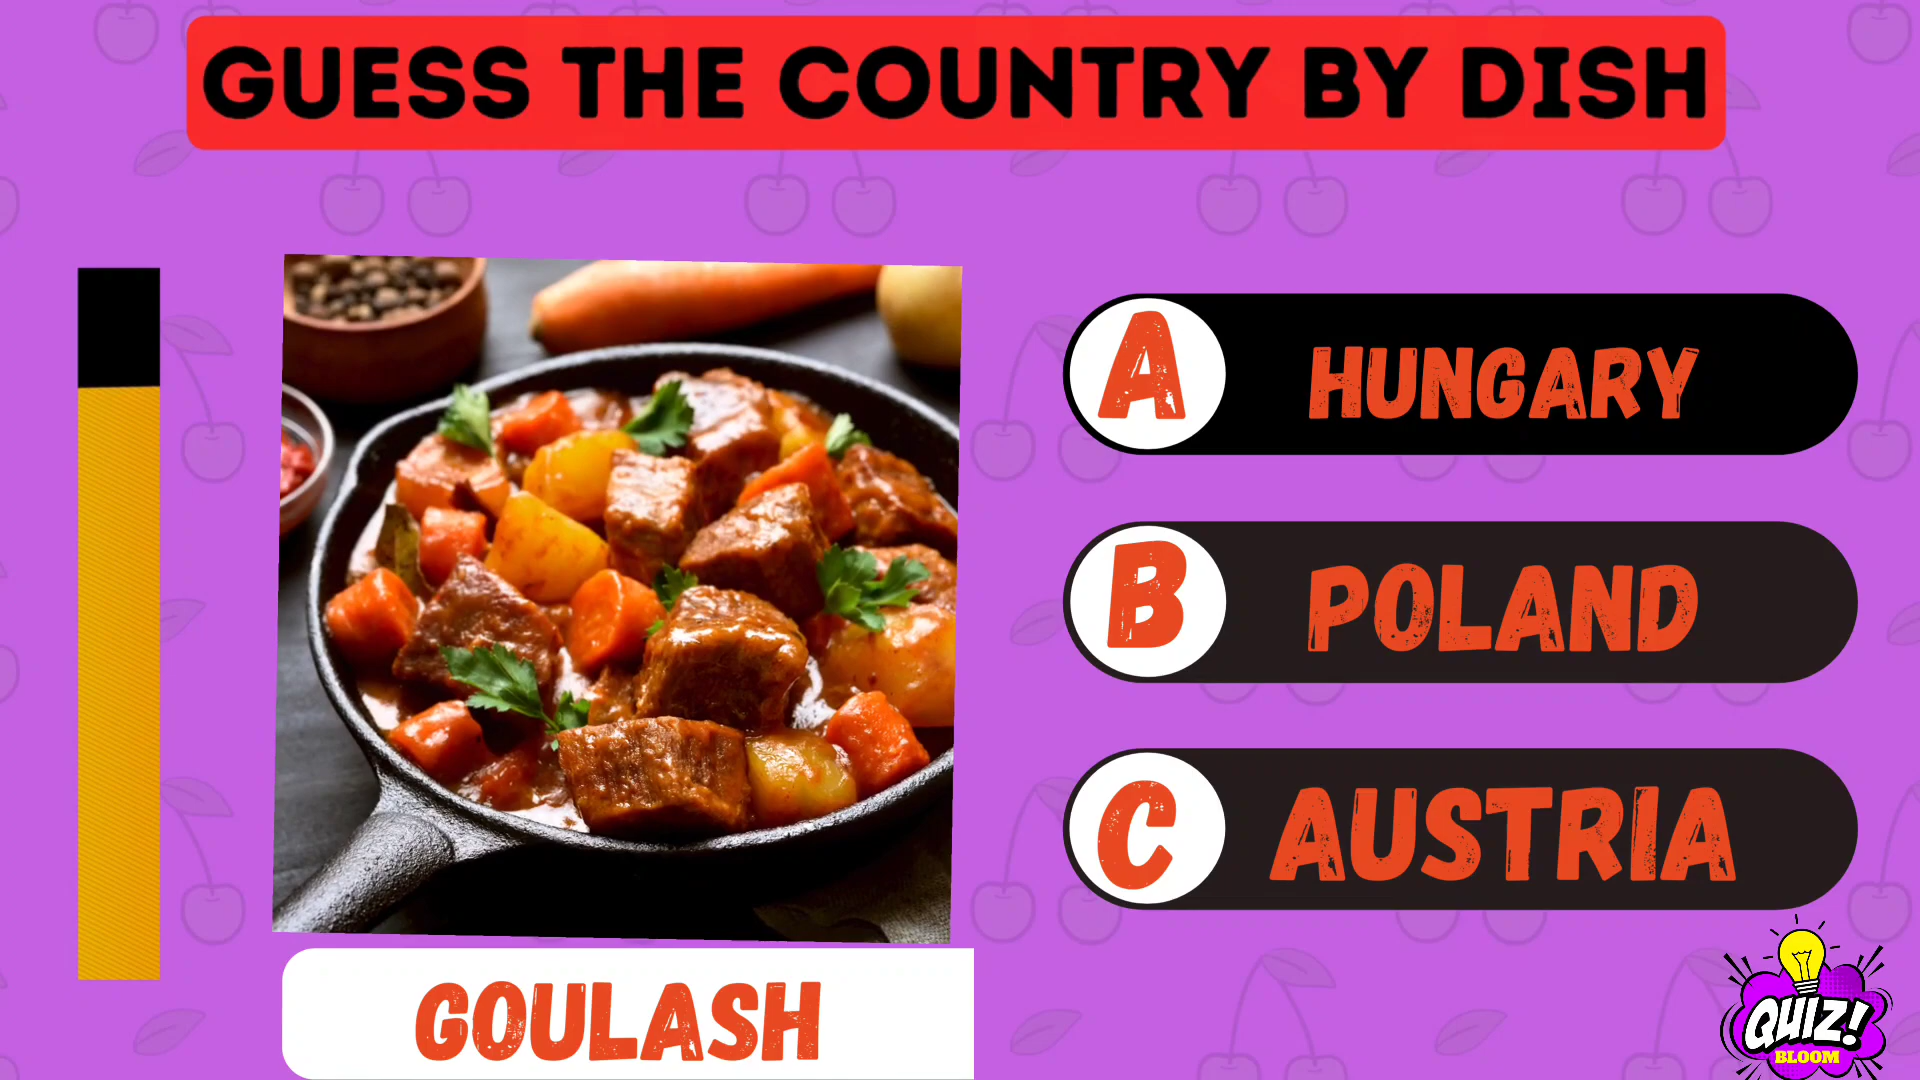 GUESS THE COUNTRY BY DISH
A HUNGARY
B POLAND
C AUSTRIA
GOULASH
QUIZ!
BLOOM